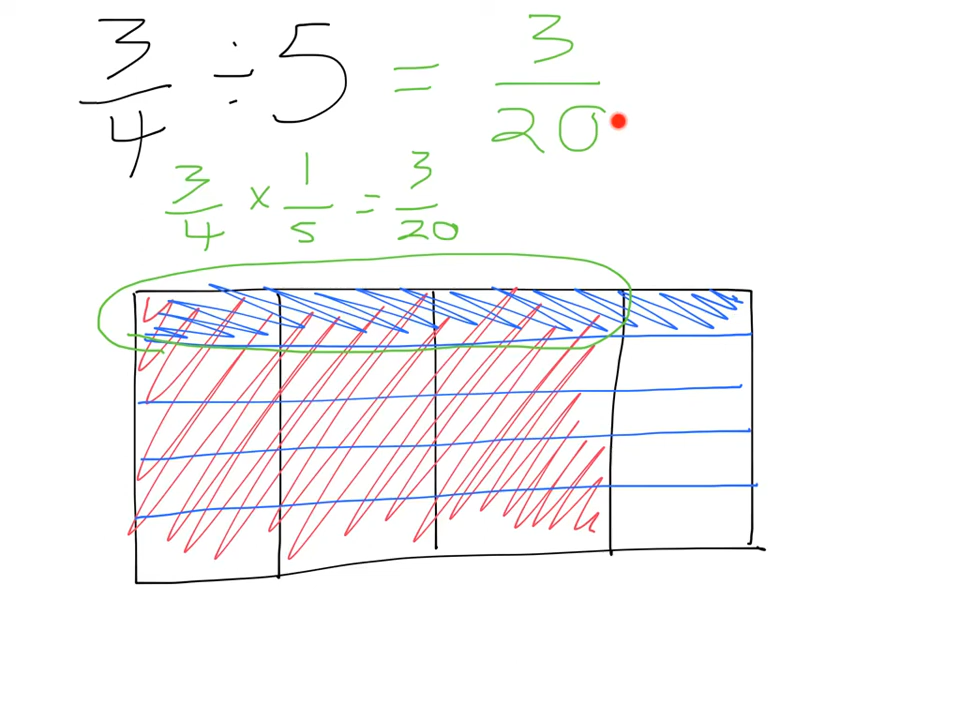 3/4 ÷ 5 = 3/20
3/4 × 1/5 = 3/20